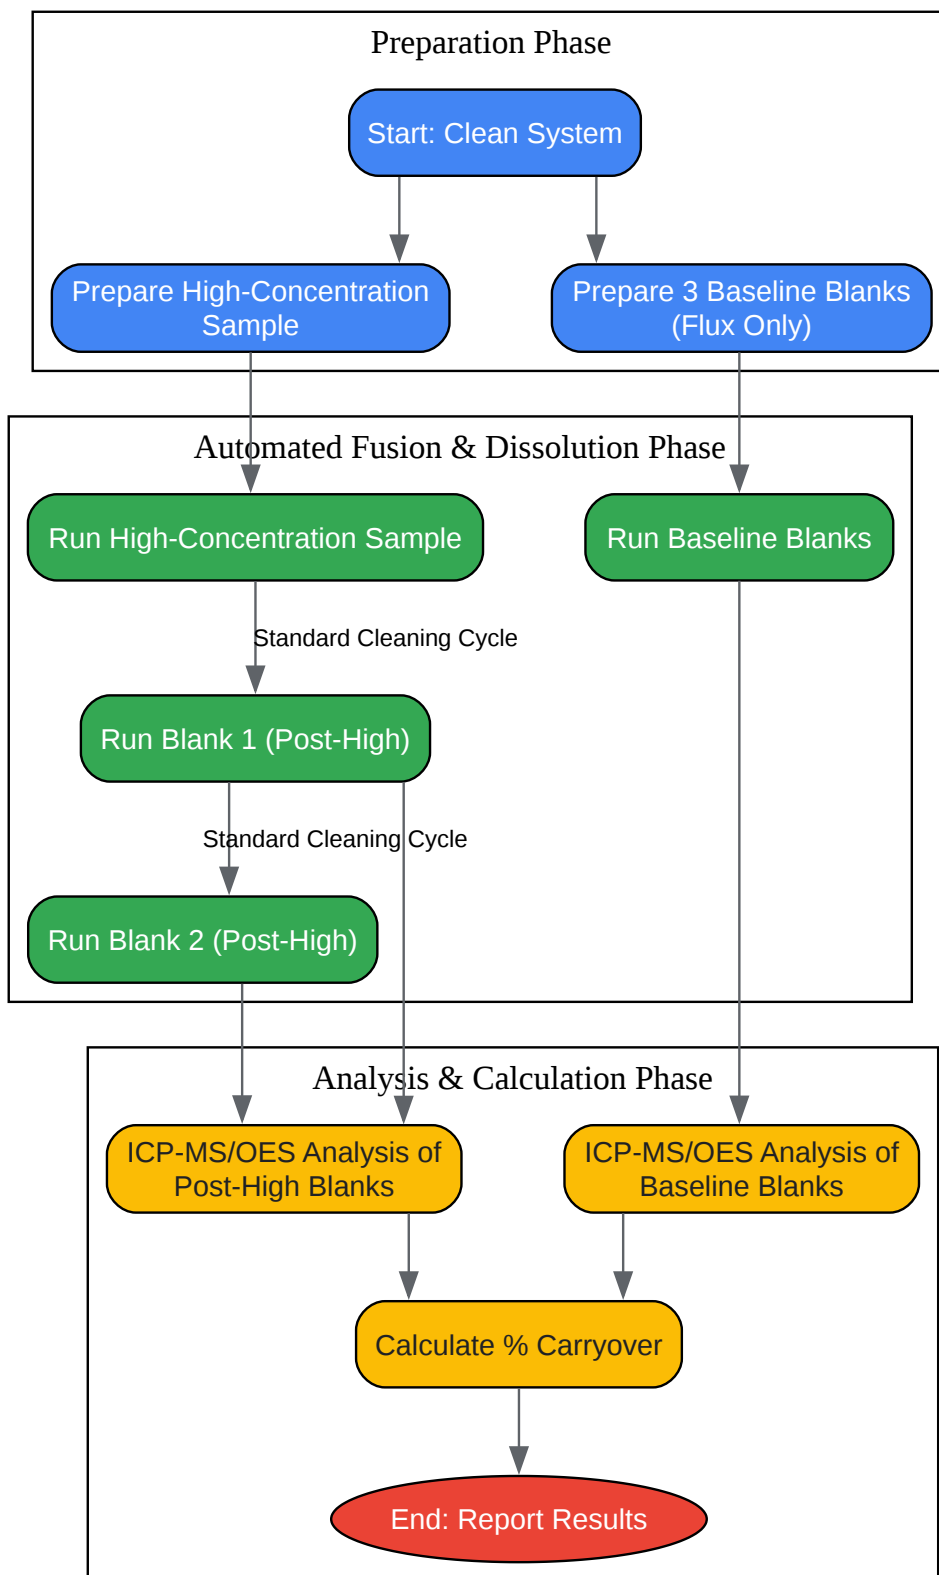 Preparation Phase
Start: Clean System
Prepare High-Concentration
Sample
Prepare 3 Baseline Blanks
(Flux Only)
Automated Fusion & Dissolution Phase
Run High-Concentration Sample
Run Baseline Blanks
Standard Cleaning Cycle
Run Blank 1 (Post-High)
Standard Cleaning Cycle
Run Blank 2 (Post-High)
Analysis & Calculation Phase
ICP-MS/OES Analysis of
Post-High Blanks
ICP-MS/OES Analysis of
Baseline Blanks
Calculate % Carryover
End: Report Results